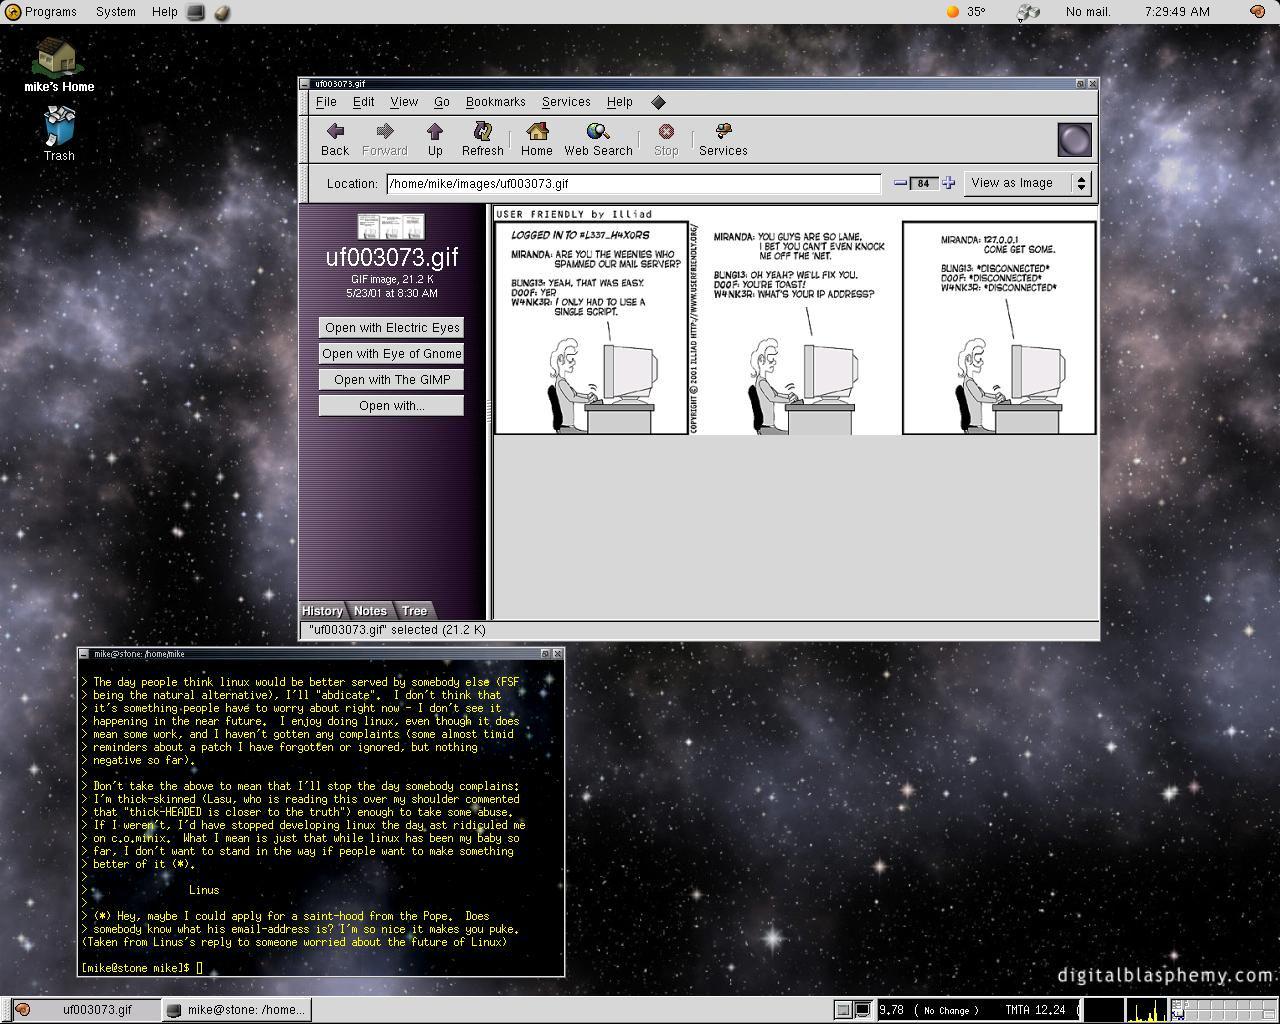 Programs System Help 35° No mail. 7:29:49 AM
mike's Home
Trash
uf003073.gif
File Edit View Go Bookmarks Services Help
Back Forward Up Refresh Home Web Search Stop Services
Location: /home/mike/images/uf003073.gif 84 View as Image
uf003073.gif
GIF image, 21.2 K
5/23/01 at 8:30 AM
Open with Electric Eyes
Open with Eye of Gnome
Open with The GIMP
Open with...
History Notes Tree
USER FRIENDLY by Illiad
LOGGED IN TO #L337_H4X0RS
MIRANDA: ARE YOU THE WEENIES WHO
SPAMMED OUR MAIL SERVER?
BUNG13: YEAH, THAT WAS EASY.
D00F: YEP
W4NK3R: I ONLY HAD TO USE A
SINGLE SCRIPT.
COPYRIGHT © 2001 ILLIAD HTTP://WWW.USERFRIENDLY.ORG/
MIRANDA: YOU GUYS ARE SO LAME,
I BET YOU CAN'T EVEN KNOCK
ME OFF THE 'NET.
BUNG13: OH YEAH? WE'LL FIX YOU.
D00F: YOU'RE TOAST!
W4NK3R: WHAT'S YOUR IP ADDRESS?
MIRANDA: 127.0.0.1
COME GET SOME.
BUNG13: *DISCONNECTED*
D00F: *DISCONNECTED*
W4NK3R: *DISCONNECTED*
"uf003073.gif" selected (21.2 K)
mike@stone: /home/mike
> The day people think linux would be better served by somebody else (FSF
> being the natural alternative), I'll "abdicate". I don't think that
> it's something people have to worry about right now - I don't see it
> happening in the near future. I enjoy doing linux, even though it does
> mean some work, and I haven't gotten any complaints (some almost timid
> reminders about a patch I have forgotten or ignored, but nothing
> negative so far).
>
> Don't take the above to mean that I'll stop the day somebody complains:
> I'm thick-skinned (Lasu, who is reading this over my shoulder commented
> that "thick-HEADED is closer to the truth") enough to take some abuse.
> If I weren't, I'd have stopped developing linux the day ast ridiculed me
> on c.o.minix. What I mean is just that while linux has been my baby so
> far, I don't want to stand in the way if people want to make something
> better of it (*).
>
> Linus
>
> (*) Hey, maybe I could apply for a saint-hood from the Pope. Does
> somebody know what his email-address is? I'm so nice it makes you puke.
(Taken from Linus's reply to someone worried about the future of Linux)
[mike@stone mike]$
digitalblasphemy.com
uf003073.gif mike@stone: /home... 9.78 ( No Change ) TMTA 12.24 (